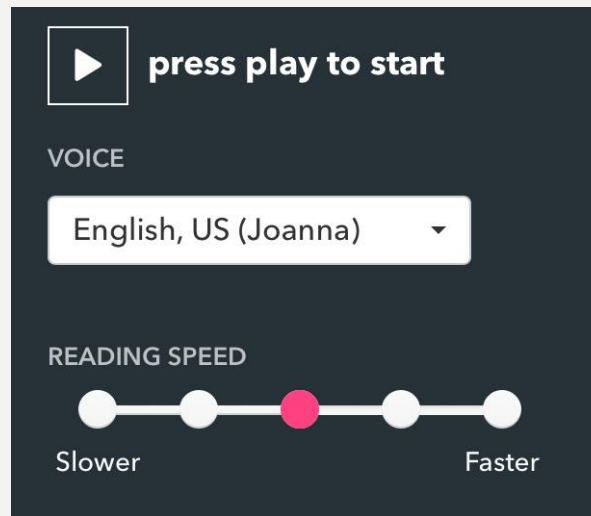 press play to start
VOICE
English, US (Joanna)
READING SPEED
Slower Faster